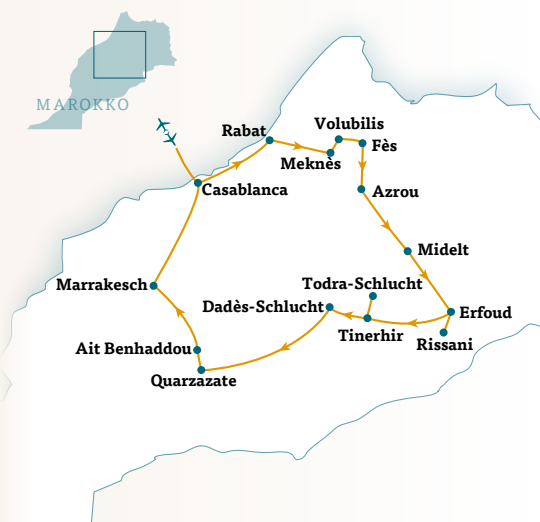 MAROKKO
Rabat
Volubilis
Fès
Meknès
Casablanca
Azrou
Midelt
Marrakesch
Todra-Schlucht
Dadès-Schlucht
Erfoud
Tinerhir
Rissani
Ait Benhaddou
Quarzazate